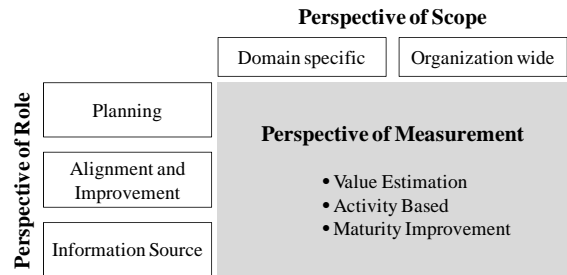 Perspective of Scope
Domain specific
Organization wide
Perspective of Role
Planning
Alignment and
Improvement
Information Source
Perspective of Measurement
• Value Estimation
• Activity Based
• Maturity Improvement